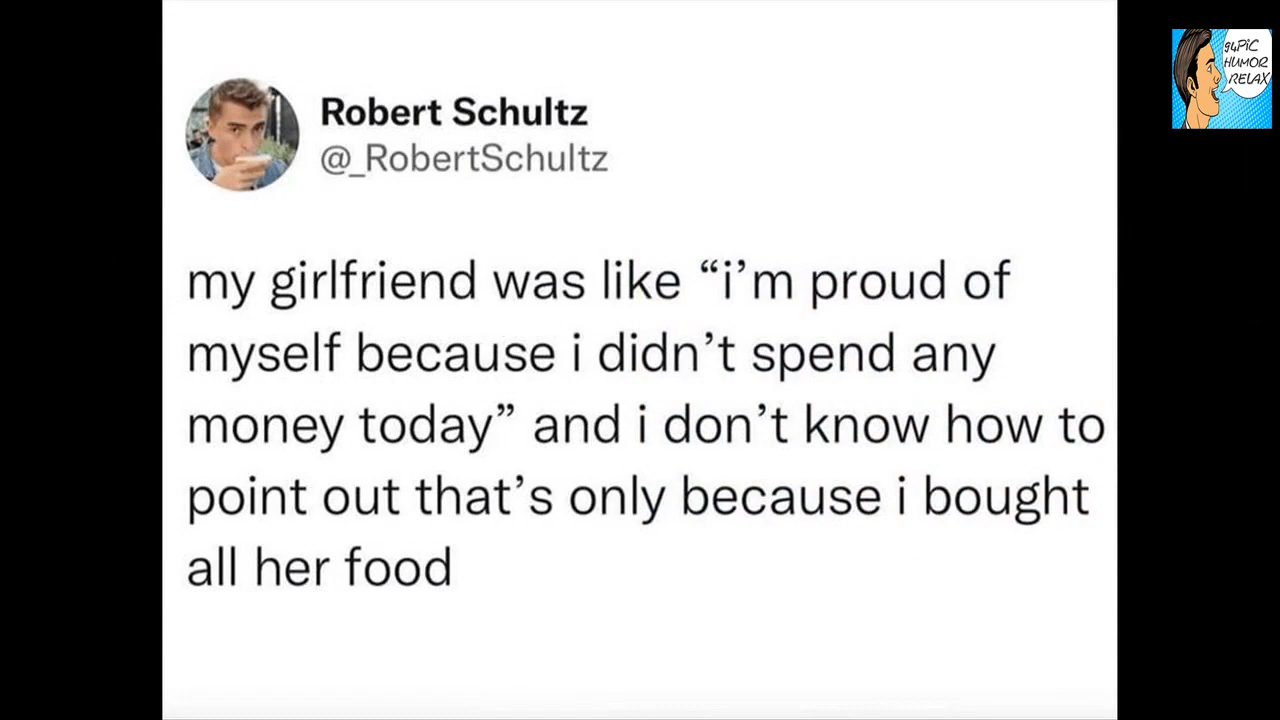 Robert Schultz
@_RobertSchultz
my girlfriend was like “i’m proud of
myself because i didn’t spend any
money today” and i don’t know how to
point out that’s only because i bought
all her food
94PiC
HUMOR
RELAX